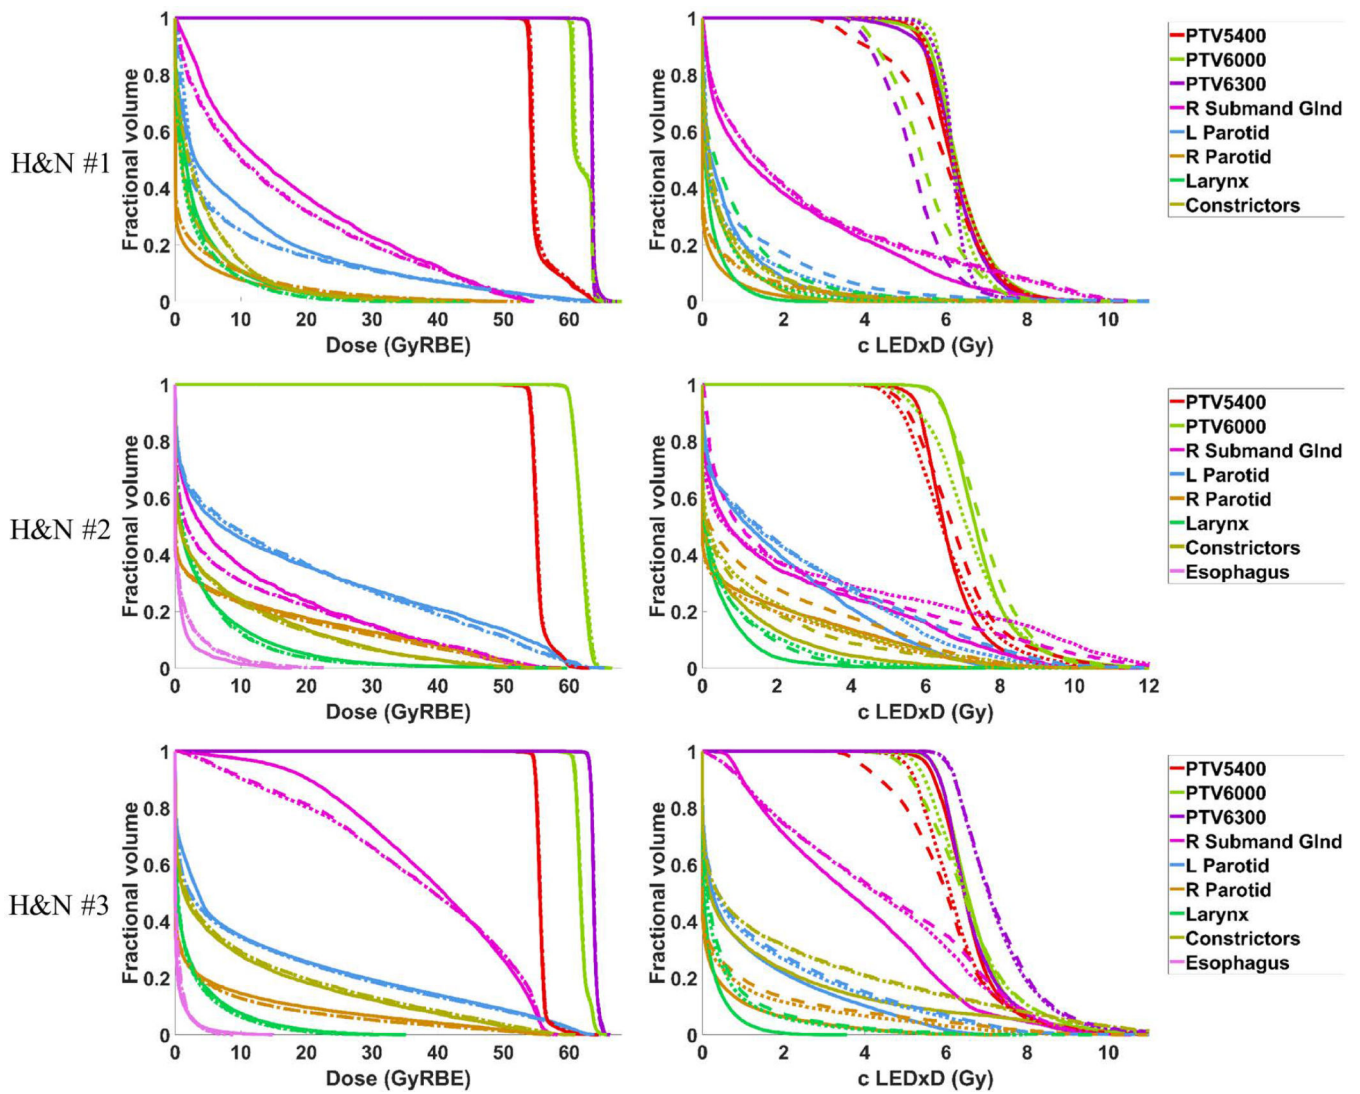 H&N #1
Fractional volume
1
0.8
0.6
0.4
0.2
0
0 10 20 30 40 50 60
Dose (GyRBE)
Fractional volume
1
0.8
0.6
0.4
0.2
0
0 2 4 6 8 10
c LEDxD (Gy)
PTV5400
PTV6000
PTV6300
R Submand Glnd
L Parotid
R Parotid
Larynx
Constrictors
H&N #2
Fractional volume
1
0.8
0.6
0.4
0.2
0
0 10 20 30 40 50 60
Dose (GyRBE)
Fractional volume
1
0.8
0.6
0.4
0.2
0
0 2 4 6 8 10 12
c LEDxD (Gy)
PTV5400
PTV6000
R Submand Glnd
L Parotid
R Parotid
Larynx
Constrictors
Esophagus
H&N #3
Fractional volume
1
0.8
0.6
0.4
0.2
0
0 10 20 30 40 50 60
Dose (GyRBE)
Fractional volume
1
0.8
0.6
0.4
0.2
0
0 2 4 6 8 10
c LEDxD (Gy)
PTV5400
PTV6000
PTV6300
R Submand Glnd
L Parotid
R Parotid
Larynx
Constrictors
Esophagus